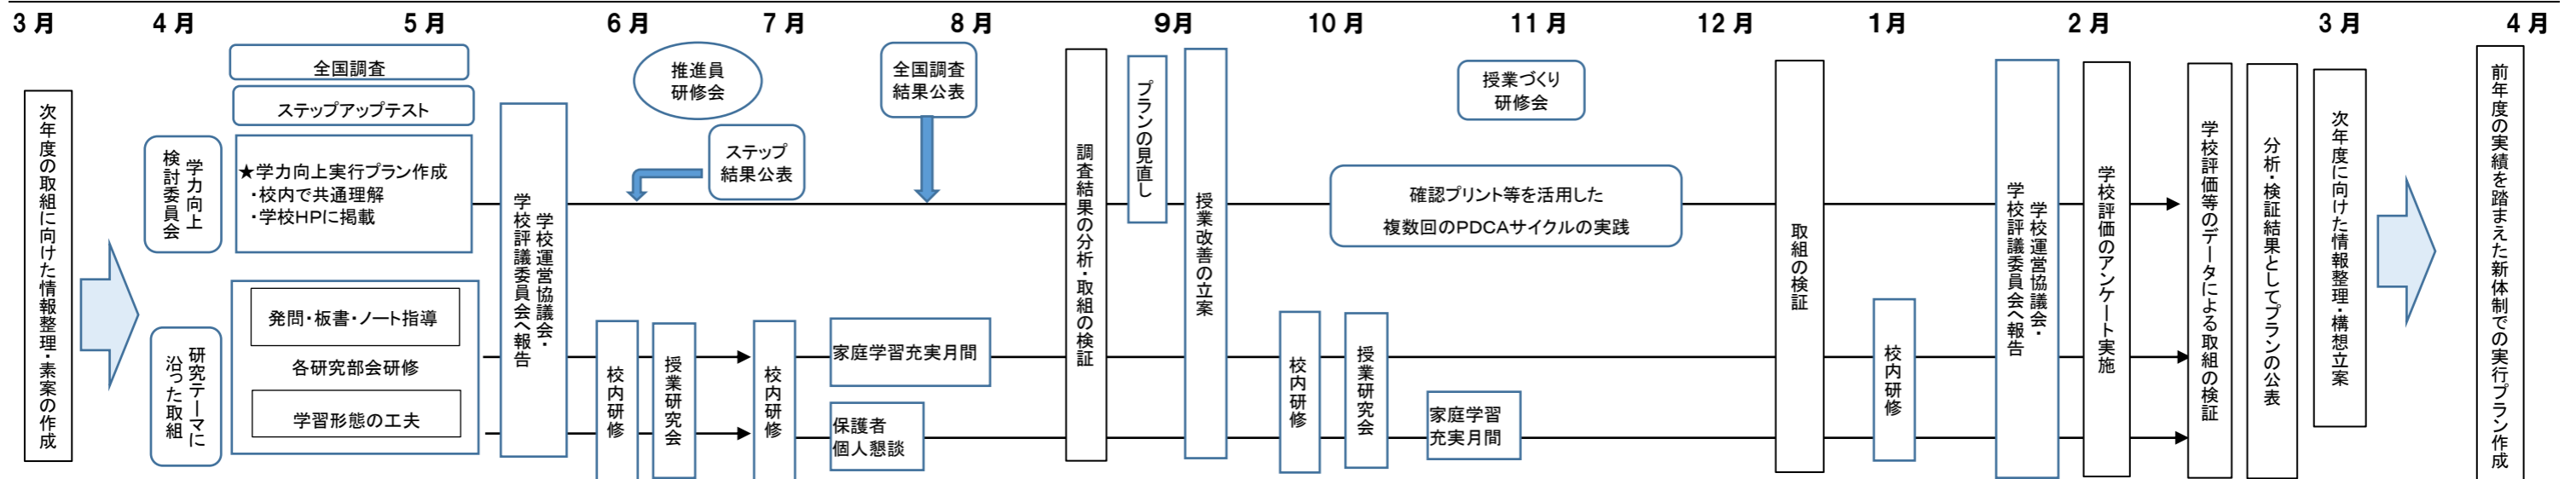 3月 4月 5月 6月 7月 8月 9月 10月 11月 12月 1月 2月 3月 4月
次年度の取組に向けた情報整理・素案の作成
学力向上
検討委員会
研究テーマに
沿った取組
全国調査
ステップアップテスト
★学力向上実行プラン作成
・校内で共通理解
・学校HPに掲載
発問・板書・ノート指導
各研究部会研修
学習形態の工夫
学校運営協議会・
学校評議委員会へ報告
推進員
研修会
ステップ
結果公表
校内研修
授業研究会
校内研修
全国調査
結果公表
家庭学習充実月間
保護者
個人懇談
調査結果の分析・取組の検証
プランの見直し
授業改善の立案
校内研修
授業研究会
授業づくり
研修会
確認プリント等を活用した
複数回のPDCAサイクルの実践
家庭学習
充実月間
取組の検証
校内研修
学校運営協議会・
学校評議委員会へ報告
学校評価のアンケート実施
学校評価等のデータによる取組の検証
分析・検証結果としてプランの公表
次年度に向けた情報整理・構想立案
前年度の実績を踏まえた新体制での実行プラン作成